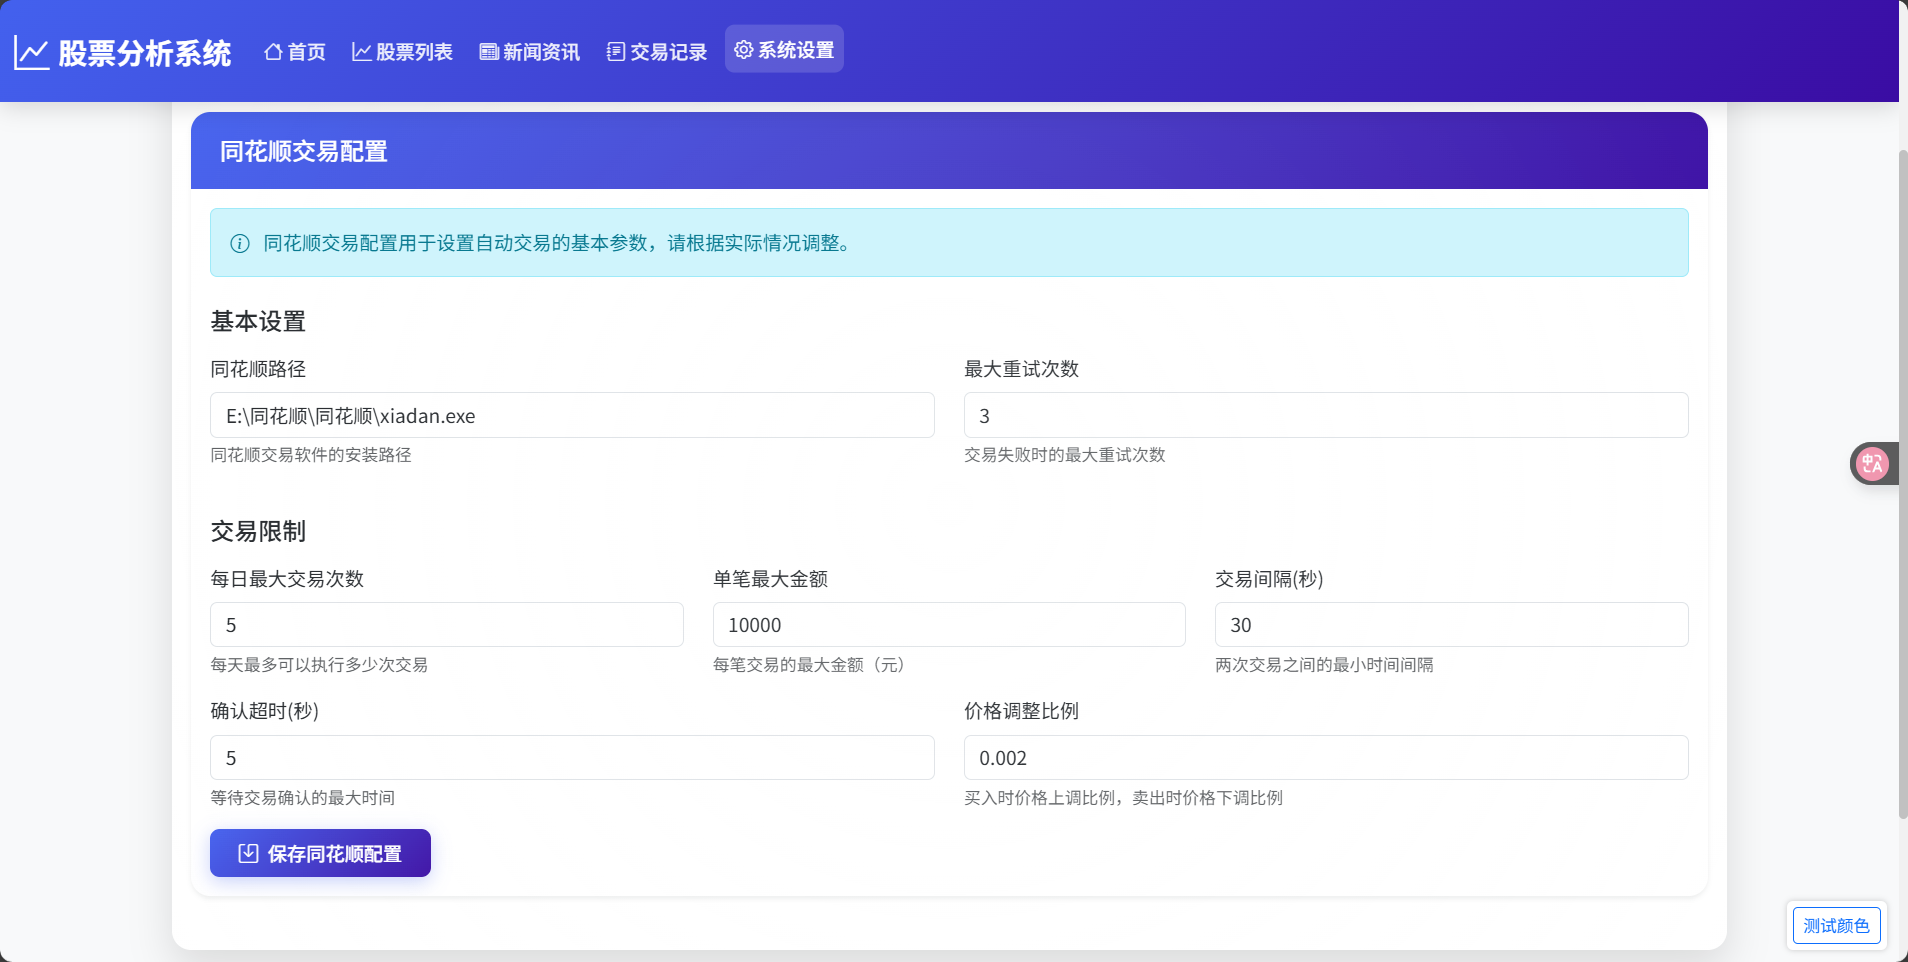 股票分析系统
首页
股票列表
新闻资讯
交易记录
系统设置
同花顺交易配置
同花顺交易配置用于设置自动交易的基本参数，请根据实际情况调整。
基本设置
同花顺路径
最大重试次数
E:\同花顺\同花顺\xiadan.exe
3
同花顺交易软件的安装路径
交易失败时的最大重试次数
交易限制
每日最大交易次数
单笔最大金额
交易间隔(秒)
5
10000
30
每天最多可以执行多少次交易
每笔交易的最大金额（元）
两次交易之间的最小时间间隔
确认超时(秒)
价格调整比例
5
0.002
等待交易确认的最大时间
买入时价格上调比例，卖出时价格下调比例
保存同花顺配置
测试颜色
中A